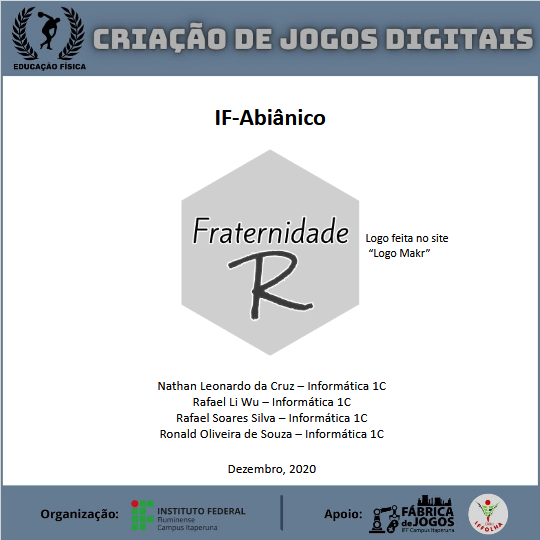 EDUCAÇÃO FÍSICA
CRIAÇÃO DE JOGOS DIGITAIS
IF-Abiânico
Fraternidade
R
Logo feita no site
“Logo Makr”
Nathan Leonardo da Cruz – Informática 1C
Rafael Li Wu – Informática 1C
Rafael Soares Silva – Informática 1C
Ronald Oliveira de Souza – Informática 1C
Dezembro, 2020
Organização:
INSTITUTO FEDERAL
Fluminense
Campus Itaperuna
Apoio:
FÁBRICA
de JOGOS
IFF Campus Itaperuna
IFFOLHA